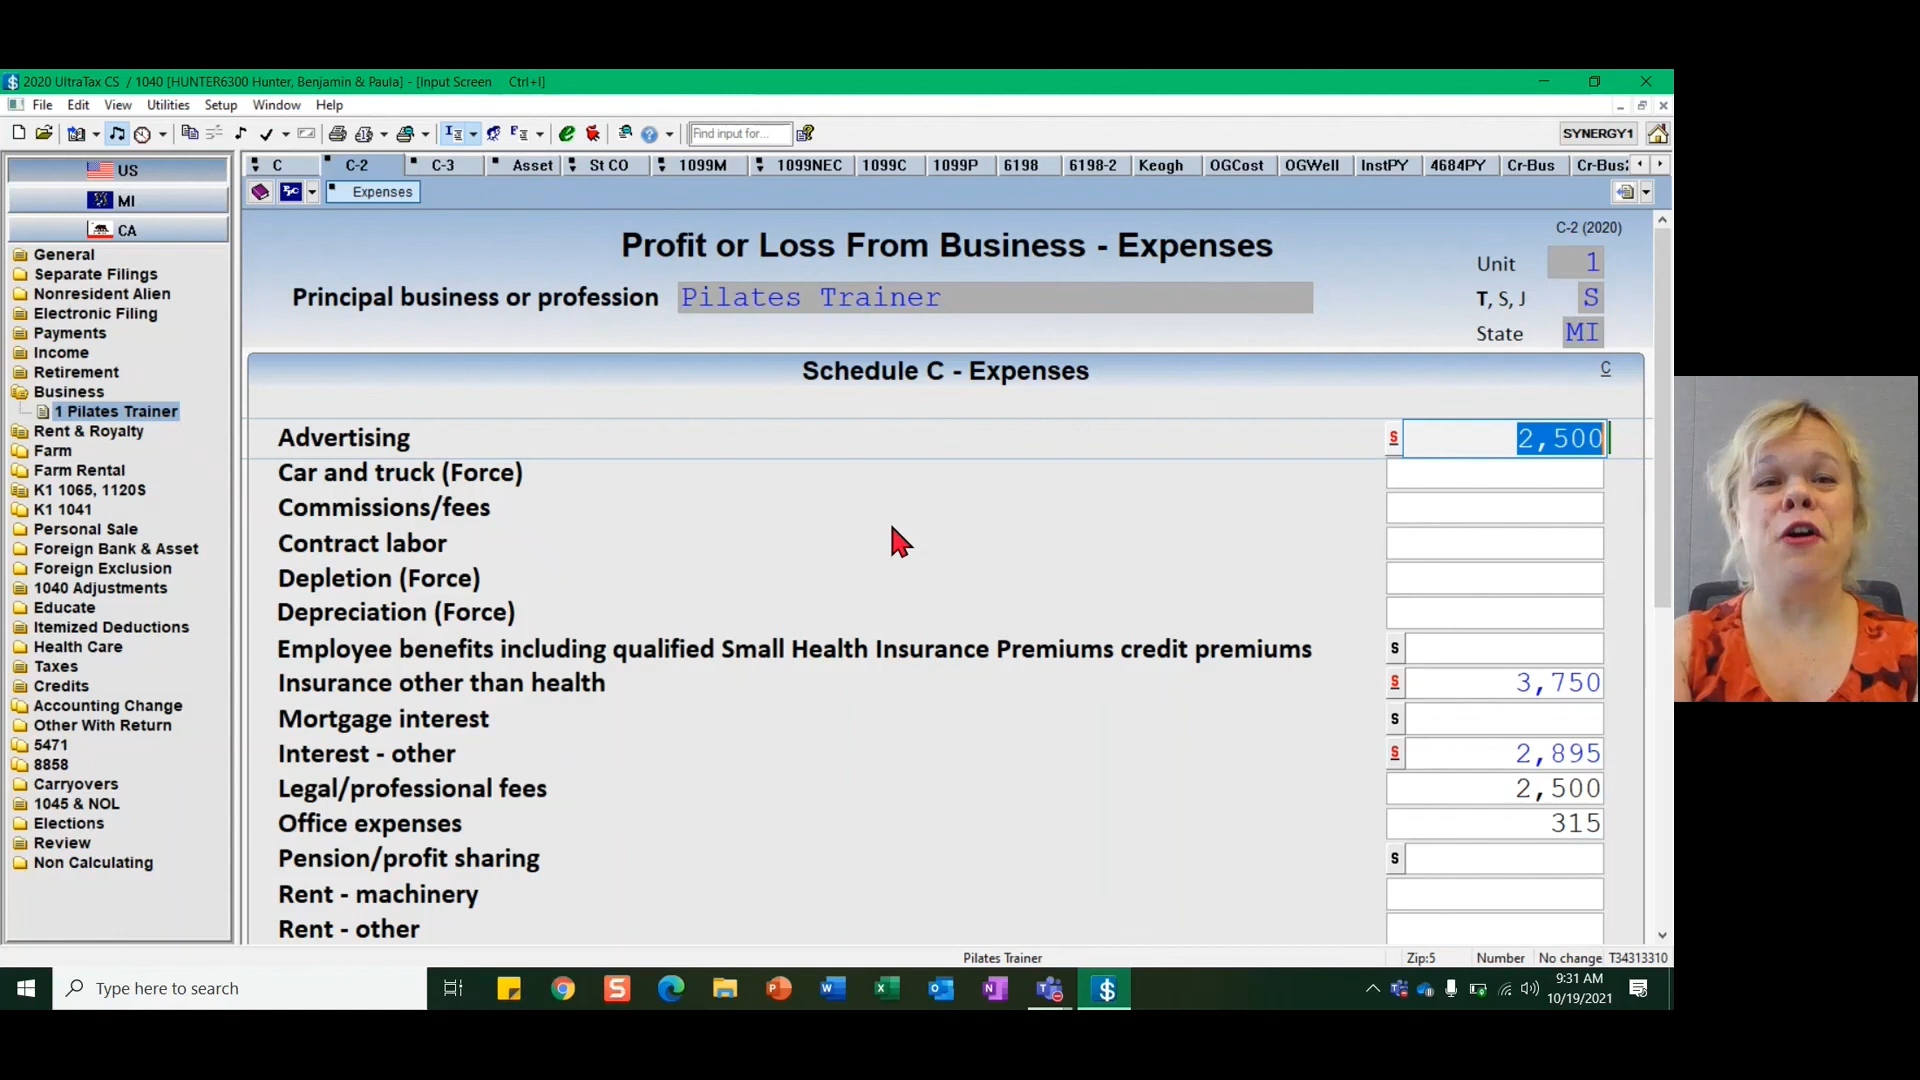 2020 UltraTax CS / 1040 [HUNTER6300 Hunter, Benjamin & Paula] - [Input Screen Ctrl+I]
File Edit View Utilities Setup Window Help
Find input for...
SYNERGY1
US
MI
CA
General
Separate Filings
Nonresident Alien
Electronic Filing
Payments
Income
Retirement
Business
1 Pilates Trainer
Rent & Royalty
Farm
Farm Rental
K1 1065, 1120S
K1 1041
Personal Sale
Foreign Bank & Asset
Foreign Exclusion
1040 Adjustments
Educate
Itemized Deductions
Health Care
Taxes
Credits
Accounting Change
Other With Return
5471
8858
Carryovers
1045 & NOL
Elections
Review
Non Calculating
C C-2 C-3 Asset St CO 1099M 1099NEC 1099C 1099P 6198 6198-2 Keogh OGCost OGWell InstPY 4684PY Cr-Bus Cr-Bus
Expenses
C-2 (2020)
Profit or Loss From Business - Expenses
Unit 1
Principal business or profession Pilates Trainer
T, S, J S
State MI
Schedule C - Expenses C
Advertising S 2,500
Car and truck (Force)
Commissions/fees
Contract labor
Depletion (Force)
Depreciation (Force)
Employee benefits including qualified Small Health Insurance Premiums credit premiums S
Insurance other than health S 3,750
Mortgage interest S
Interest - other S 2,895
Legal/professional fees 2,500
Office expenses 315
Pension/profit sharing S
Rent - machinery
Rent - other
Pilates Trainer Zip:5 Number No change T34313310
Type here to search
9:31 AM
10/19/2021